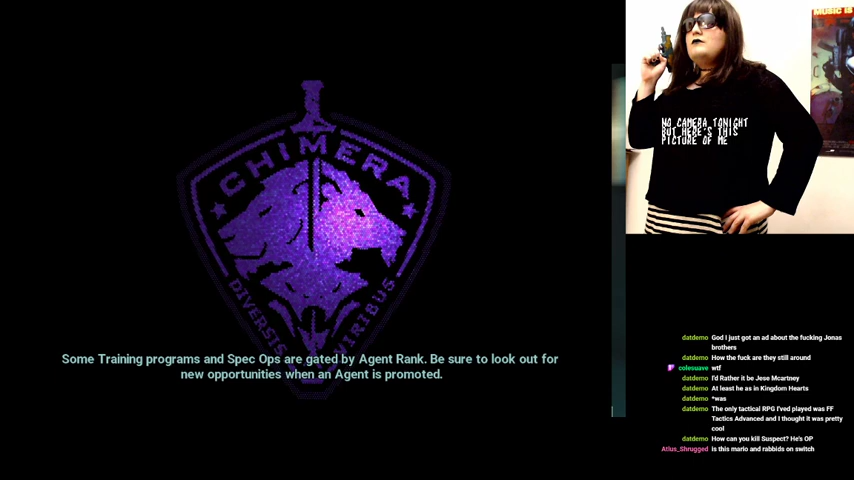 CHIMERA
DIVERSIS VIRIBUS
Some Training programs and Spec Ops are gated by Agent Rank. Be sure to look out for
new opportunities when an Agent is promoted.
MUSIC IS
NO CAMERA TONIGHT
BUT HERE'S THIS
PICTURE OF ME
datdemo God I just got an ad about the fucking Jonas
brothers
datdemo How the fuck are they still around
colesuave wtf
datdemo I'd Rather it be Jese Mcartney
datdemo At least he as in Kingdom Hearts
datdemo *was
datdemo The only tactical RPG I'ved played was FF
Tactics Advanced and I thought it was pretty
cool
datdemo How can you kill Suspect? He's OP
Atlus_Shrugged is this mario and rabbids on switch